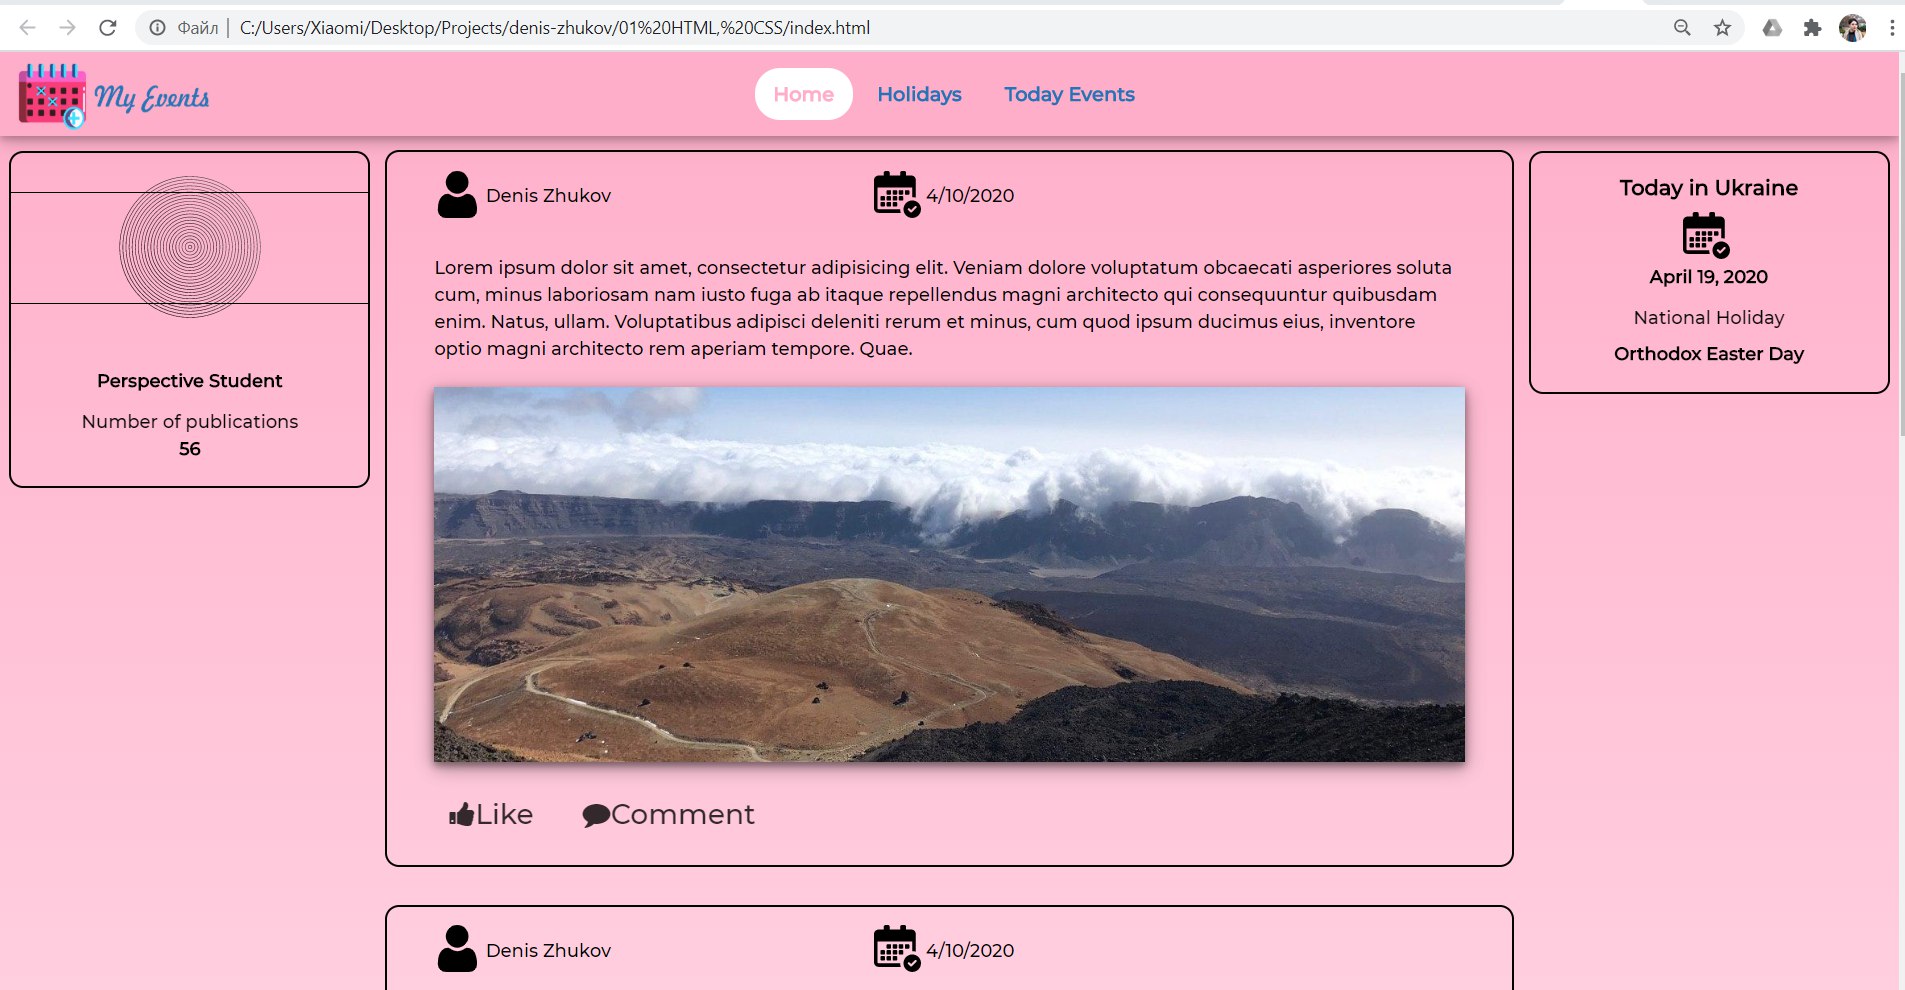 Файл | C:/Users/Xiaomi/Desktop/Projects/denis-zhukov/01%20HTML,%20CSS/index.html
My Events
Home
Holidays
Today Events
Perspective Student
Number of publications
56
Denis Zhukov
4/10/2020
Lorem ipsum dolor sit amet, consectetur adipisicing elit. Veniam dolore voluptatum obcaecati asperiores soluta
cum, minus laboriosam nam iusto fuga ab itaque repellendus magni architecto qui consequuntur quibusdam
enim. Natus, ullam. Voluptatibus adipisci deleniti rerum et minus, cum quod ipsum ducimus eius, inventore
optio magni architecto rem aperiam tempore. Quae.
Like
Comment
Denis Zhukov
4/10/2020
Today in Ukraine
April 19, 2020
National Holiday
Orthodox Easter Day